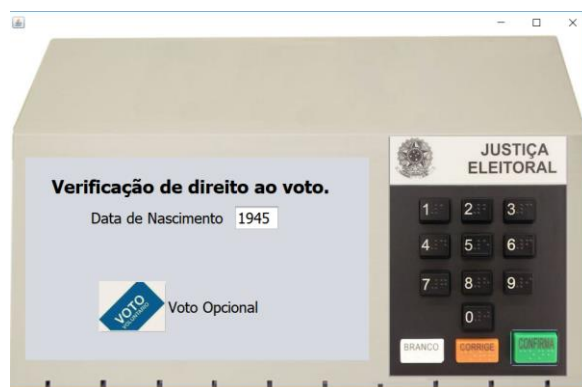 JUSTIÇA
ELEITORAL
Verificação de direito ao voto.
Data de Nascimento 1945
VOTO
VOLUNTÁRIO
Voto Opcional
1 2 3
4 5 6
7 8 9
0
BRANCO CORRIGE CONFIRMA